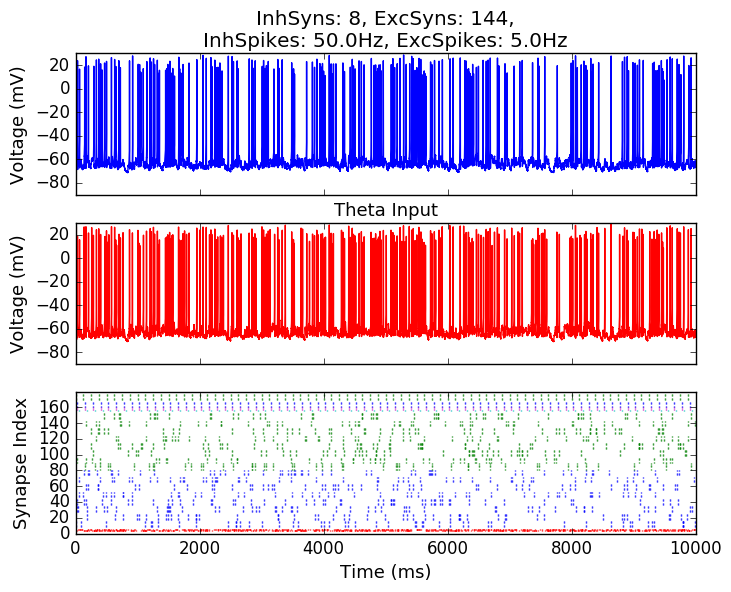 InhSyns: 8, ExcSyns: 144,
InhSpikes: 50.0Hz, ExcSpikes: 5.0Hz
Voltage (mV)
20
0
−20
−40
−60
−80
Theta Input
Voltage (mV)
20
0
−20
−40
−60
−80
Synapse Index
160
140
120
100
80
60
40
20
0
0 2000 4000 6000 8000 10000
Time (ms)